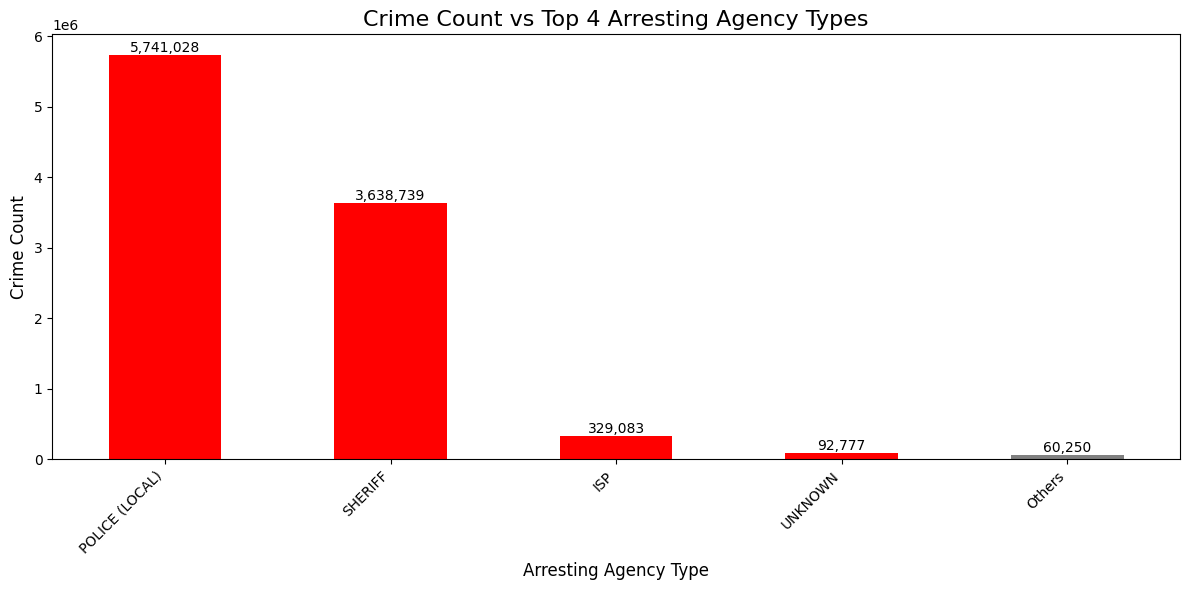 Crime Count vs Top 4 Arresting Agency Types
1e6
6
5
4
3
2
1
0
Crime Count
5,741,028
3,638,739
329,083
92,777
60,250
POLICE (LOCAL)
SHERIFF
ISP
UNKNOWN
Others
Arresting Agency Type